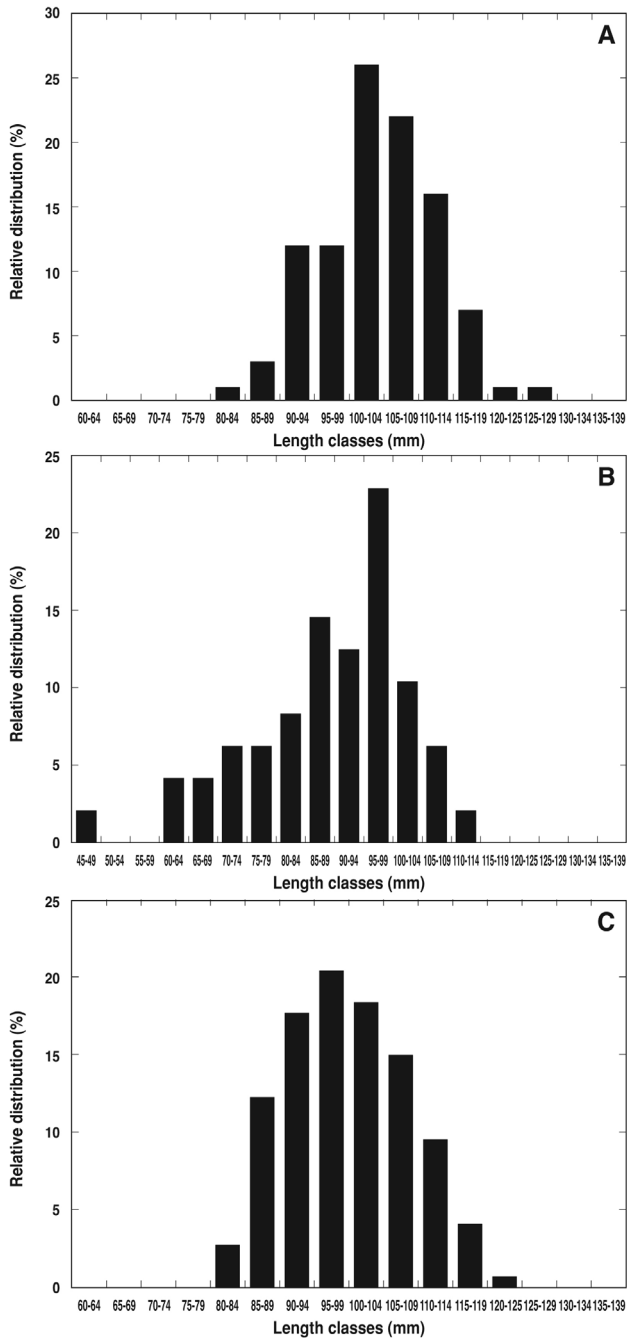 A
30
25
20
15
10
5
0
Relative distribution (%)
60-64 65-69 70-74 75-79 80-84 85-89 90-94 95-99 100-104 105-109 110-114 115-119 120-125 125-129 130-134 135-139
Length classes (mm)
B
25
20
15
10
5
0
Relative distribution (%)
45-49 50-54 55-59 60-64 65-69 70-74 75-79 80-84 85-89 90-94 95-99 100-104 105-109 110-114 115-119 120-125 125-129 130-134 135-139
Length classes (mm)
C
25
20
15
10
5
0
Relative distribution (%)
60-64 65-69 70-74 75-79 80-84 85-89 90-94 95-99 100-104 105-109 110-114 115-119 120-125 125-129 130-134 135-139